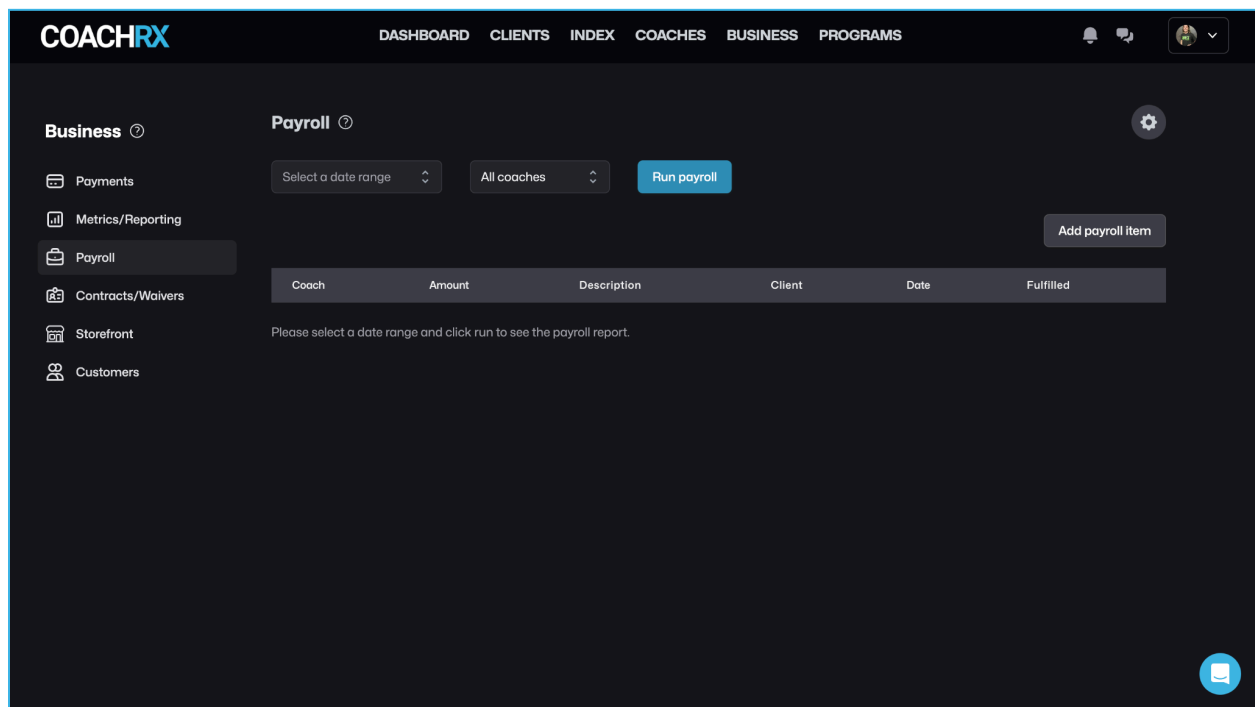 COACHRX
DASHBOARD CLIENTS INDEX COACHES BUSINESS PROGRAMS
Business
Payments
Metrics/Reporting
Payroll
Contracts/Waivers
Storefront
Customers
Payroll
Select a date range
All coaches
Run payroll
Add payroll item
Coach Amount Description Client Date Fulfilled
Please select a date range and click run to see the payroll report.